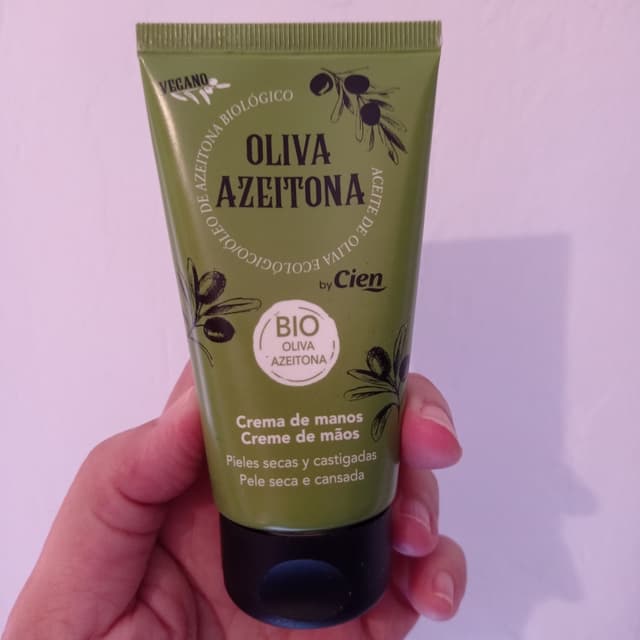 VEGANO
ACEITE DE OLIVA ECOLÓGICO/ÓLEO DE AZEITONA BIOLÓGICO
OLIVA
AZEITONA
by Cien
BIO
OLIVA
AZEITONA
Crema de manos
Creme de mãos
Pieles secas y castigadas
Pele seca e cansada